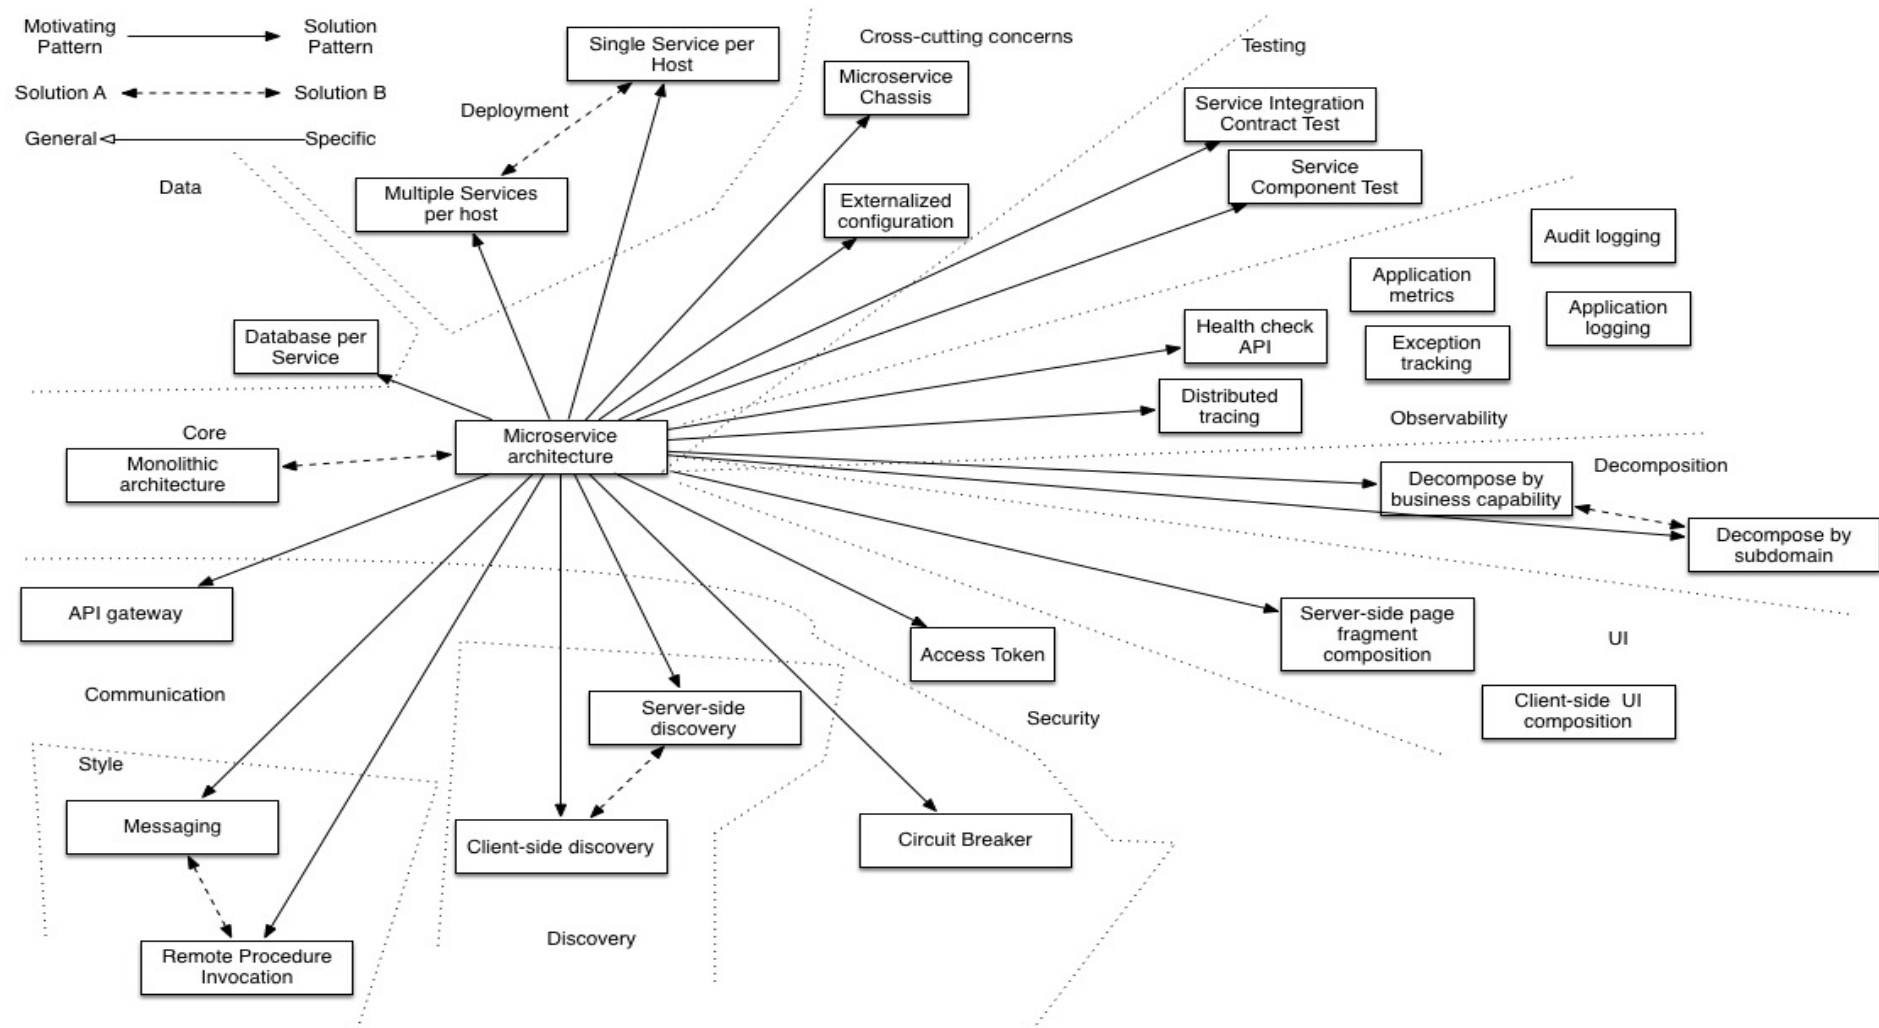 Motivating
Pattern
Solution
Pattern
Solution A
Solution B
General
Specific
Data
Deployment
Single Service per
Host
Multiple Services
per host
Cross-cutting concerns
Microservice
Chassis
Externalized
configuration
Testing
Service Integration
Contract Test
Service
Component Test
Audit logging
Application
metrics
Application
logging
Health check
API
Exception
tracking
Distributed
tracing
Observability
Database per
Service
Core
Monolithic
architecture
Microservice
architecture
Decompose by
business capability
Decomposition
Decompose by
subdomain
API gateway
Communication
Access Token
Security
Server-side page
fragment
composition
UI
Client-side UI
composition
Server-side
discovery
Client-side discovery
Discovery
Circuit Breaker
Style
Messaging
Remote Procedure
Invocation